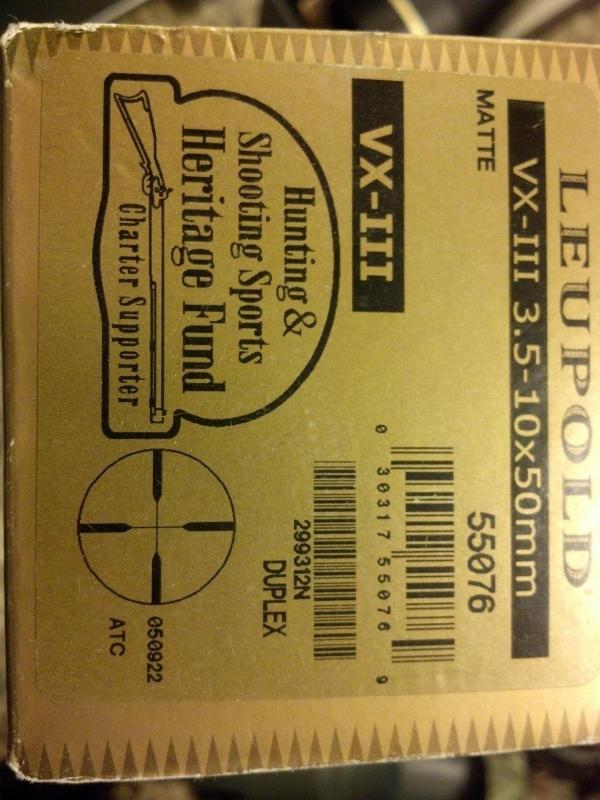 LEUPOLD
VX-III 3.5-10x50mm
MATTE
55076
VX-III
0 30317 55076 9
Hunting &
Shooting Sports
Heritage Fund
Charter Supporter
299312N
DUPLEX
050922
ATC